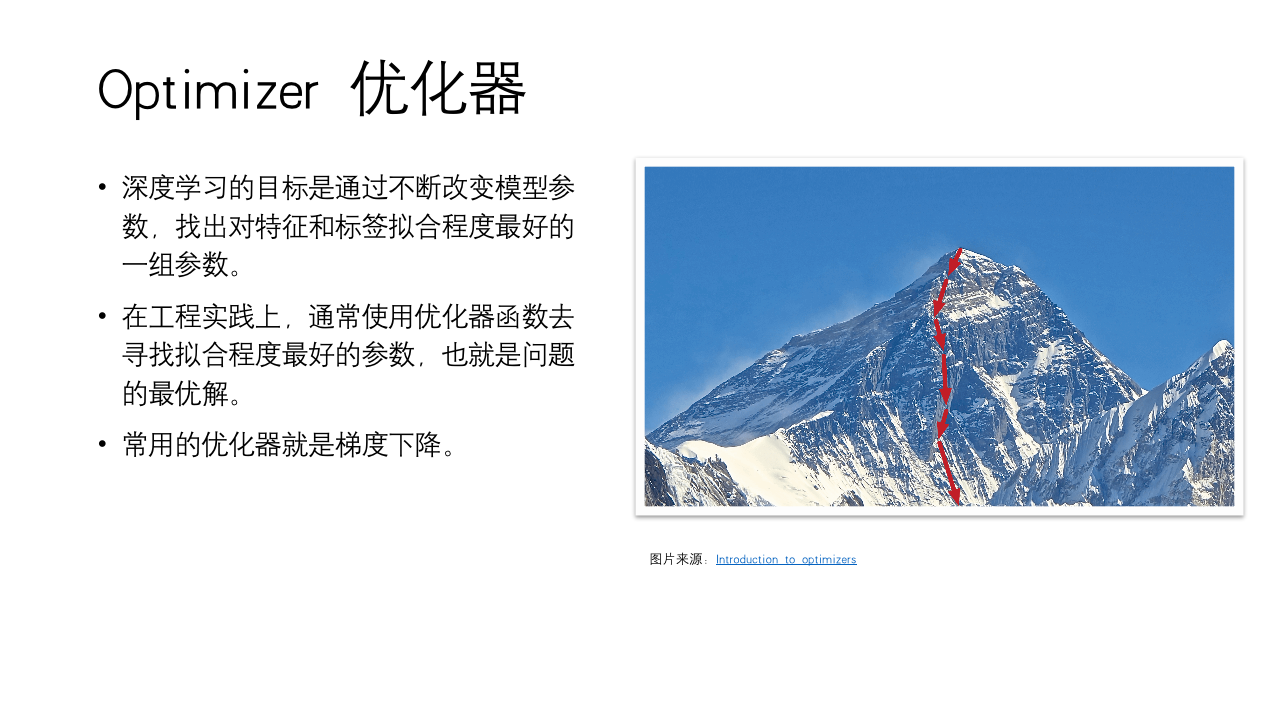 Optimizer 优化器
• 深度学习的目标是通过不断改变模型参
数，找出对特征和标签拟合程度最好的
一组参数。
• 在工程实践上，通常使用优化器函数去
寻找拟合程度最好的参数，也就是问题
的最优解。
• 常用的优化器就是梯度下降。
图片来源：Introduction to optimizers